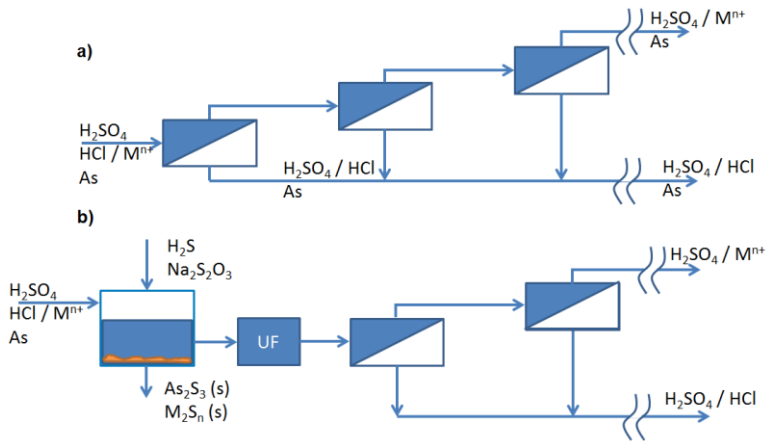 a)
H₂SO₄ / Mⁿ⁺
As
H₂SO₄
HCl / Mⁿ⁺
As
H₂SO₄ / HCl
As
H₂SO₄ / HCl
As
b)
H₂S
Na₂S₂O₃
H₂SO₄
HCl / Mⁿ⁺
As
UF
As₂S₃ (s)
M₂Sₙ (s)
H₂SO₄ / Mⁿ⁺
H₂SO₄ / HCl